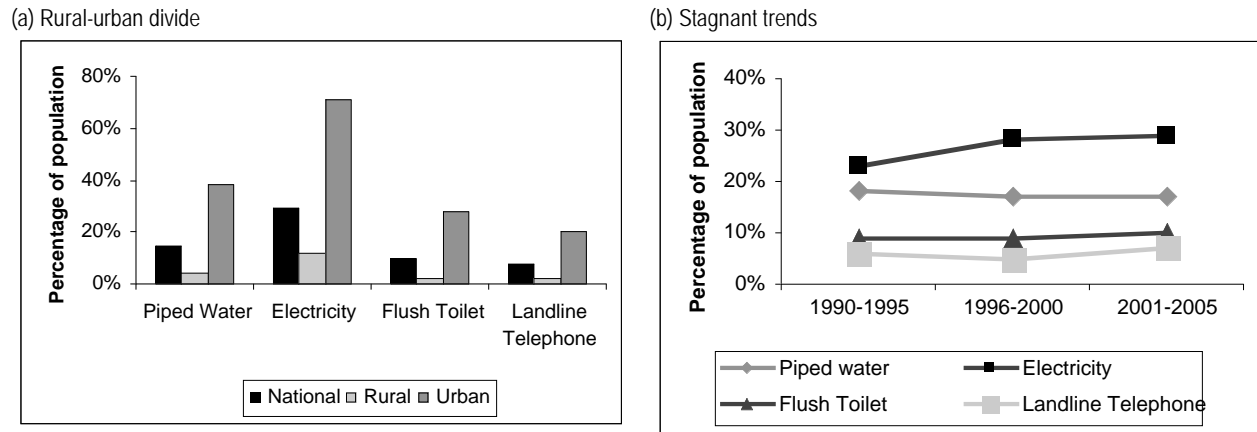 (a) Rural-urban divide
Percentage of population
80%
60%
40%
20%
0%
Piped Water Electricity Flush Toilet Landline
Telephone
National Rural Urban
(b) Stagnant trends
Percentage of population
40%
30%
20%
10%
0%
1990-1995 1996-2000 2001-2005
Piped water Electricity
Flush Toilet Landline Telephone